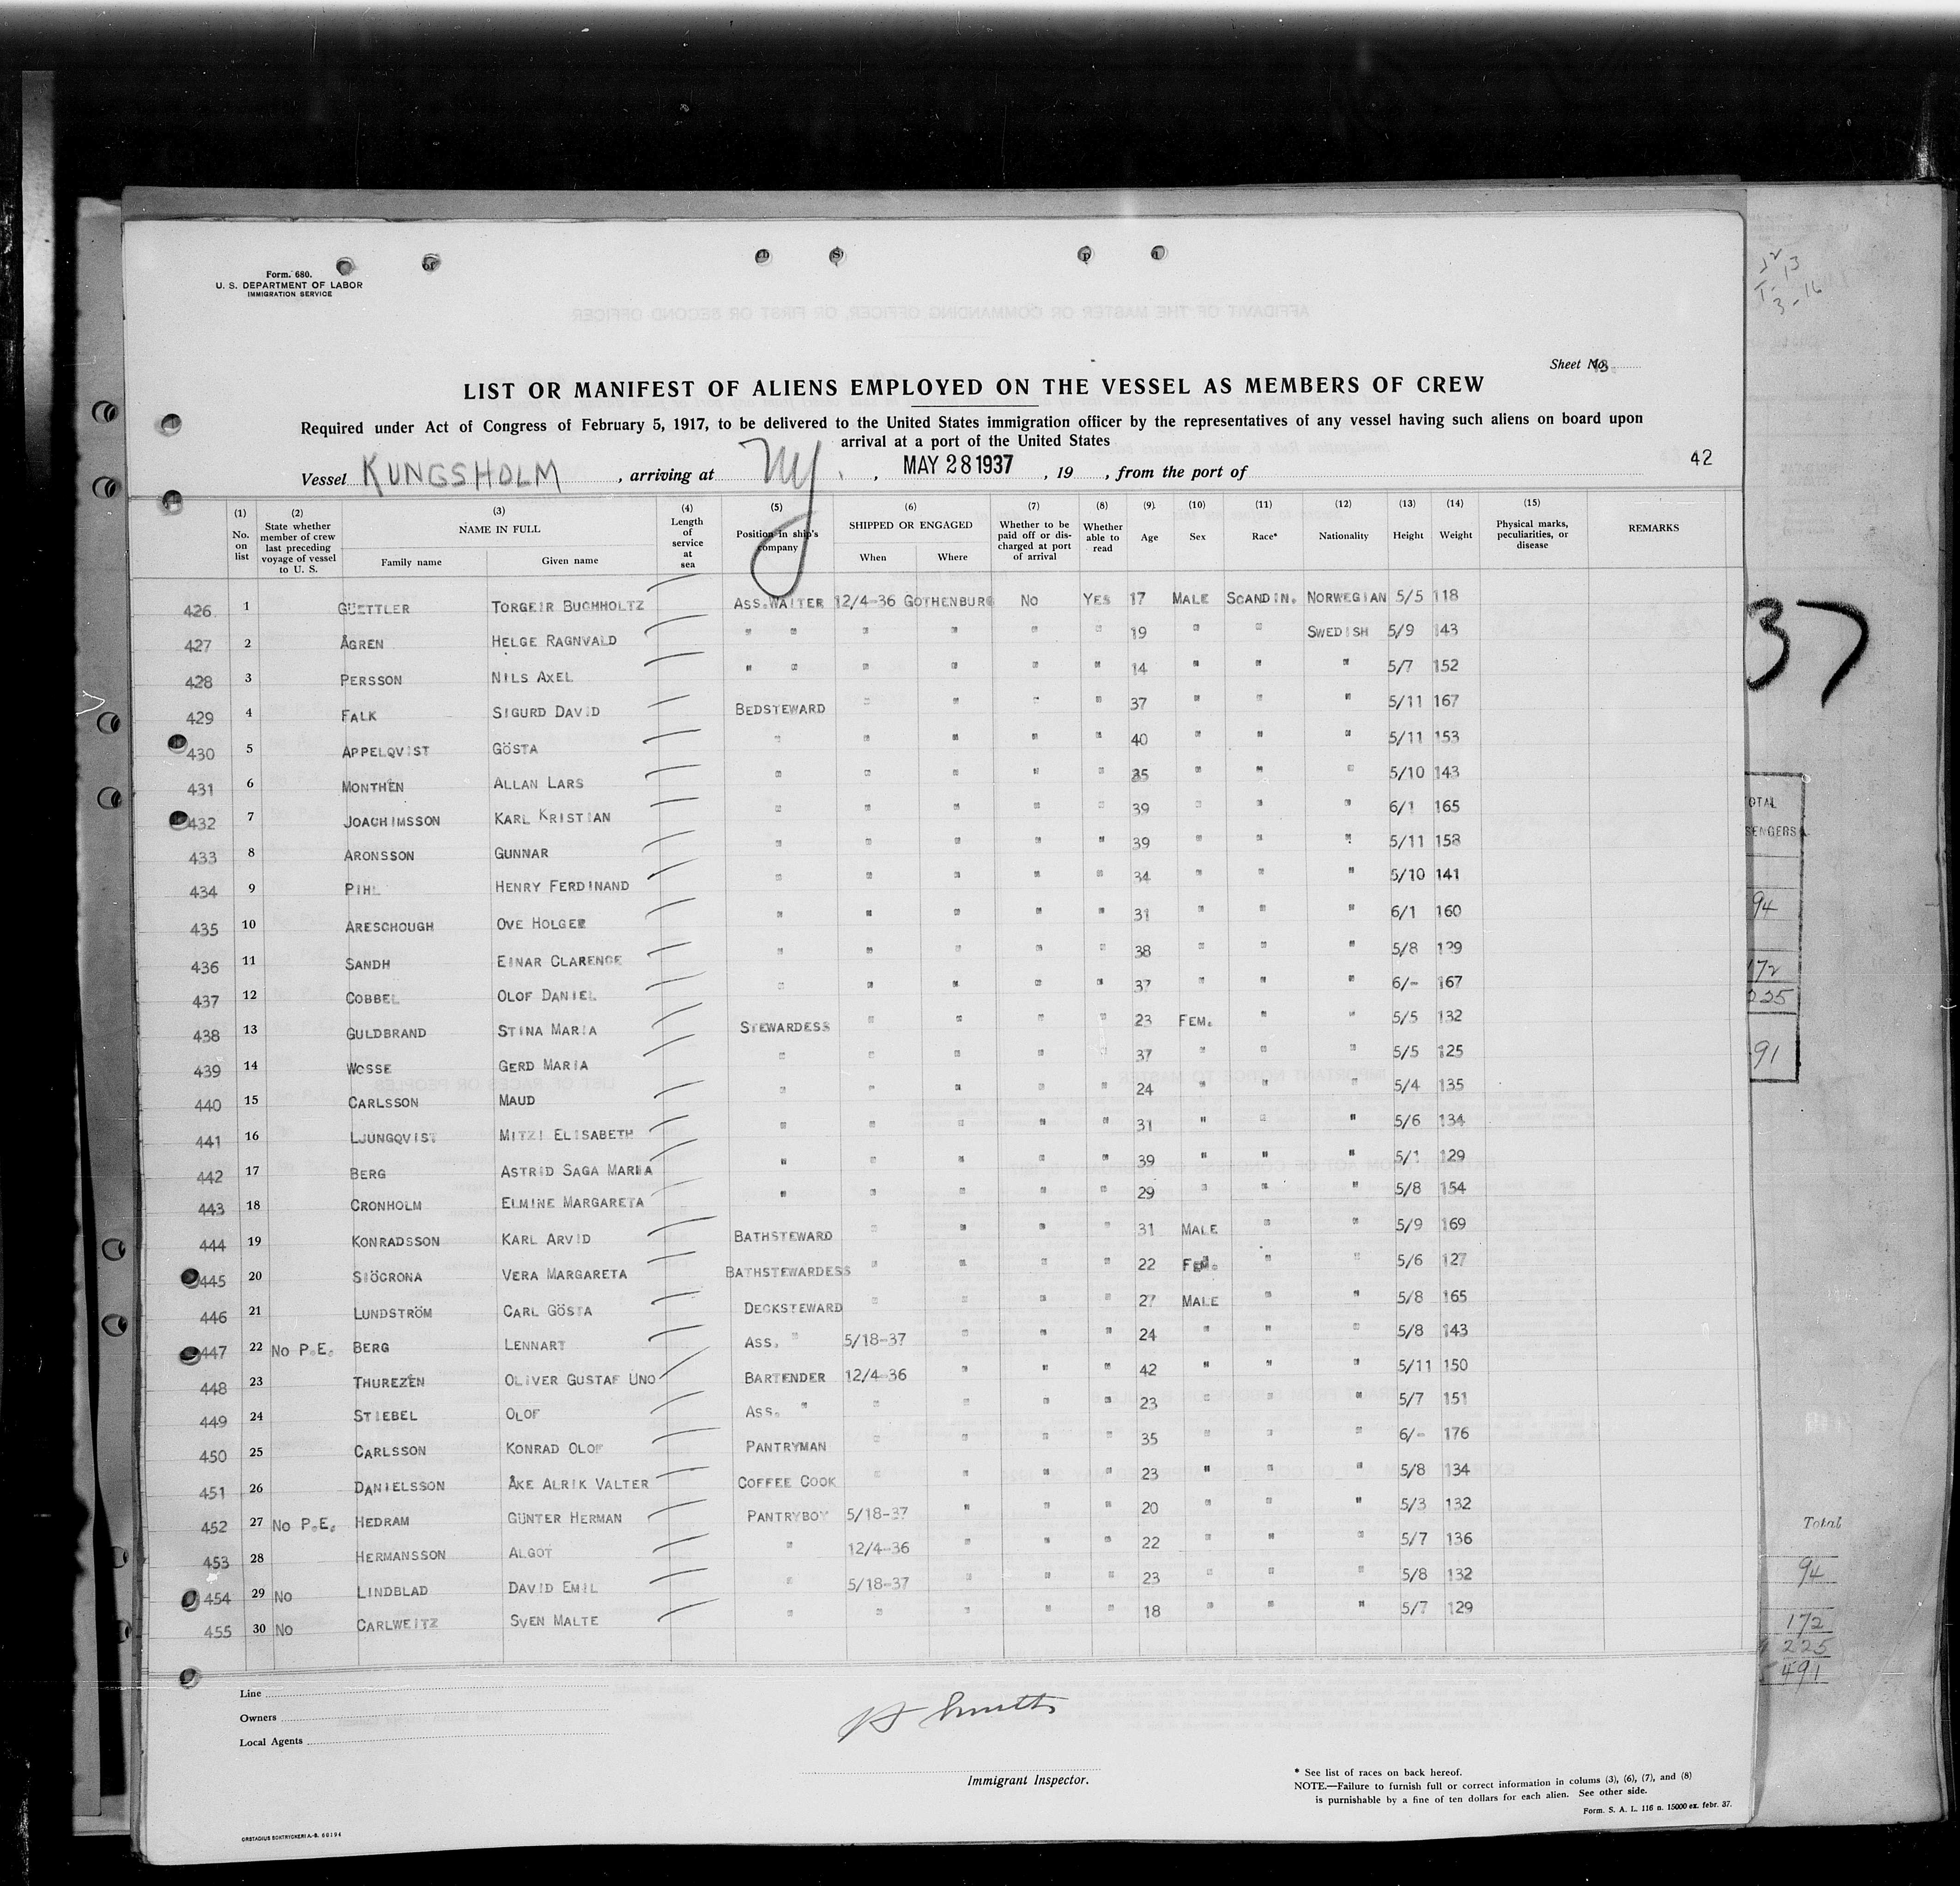 Form. 680.
U. S. DEPARTMENT OF LABOR
IMMIGRATION SERVICE
Sheet No.
LIST OR MANIFEST OF ALIENS EMPLOYED ON THE VESSEL AS MEMBERS OF CREW
Required under Act of Congress of February 5, 1917, to be delivered to the United States immigration officer by the representatives of any vessel having such aliens on board upon
arrival at a port of the United States
Vessel KUNGSHOLM, arriving at NY., MAY 28 1937, 19 , from the port of 42
(1) No. on list (2) State whether member of crew last preceding voyage of vessel to U. S. (3) NAME IN FULL Family name Given name (4) Length of service at sea (5) Position in ship's company (6) SHIPPED OR ENGAGED When Where (7) Whether to be paid off or discharged at port of arrival (8) Whether able to read (9) Age (10) Sex (11) Race* (12) Nationality (13) Height (14) Weight (15) Physical marks, peculiarities, or disease REMARKS
426 1 GÜETTLER TORGEIR BUCHHOLTZ ASS.WAITER 12/4-36 GOTHENBURG NO YES 17 MALE SCANDIN. NORWEGIAN 5/5 118
427 2 ÅGREN HELGE RAGNVALD " " " " " " 19 " " SWEDISH 5/9 143
428 3 PERSSON NILS AXEL " " " " " " 14 " " " 5/7 152
429 4 FALK SIGURD DAVID BEDSTEWARD " " " " 37 " " " 5/11 167
430 5 APPELQVIST GÖSTA " " " " " 40 " " " 5/11 153
431 6 MONTHÉN ALLAN LARS " " " " " 35 " " " 5/10 143
432 7 JOACHIMSSON KARL KRISTIAN " " " " " 39 " " " 6/1 165
433 8 ARONSSON GUNNAR " " " " " 39 " " " 5/11 158
434 9 PIHL HENRY FERDINAND " " " " " 34 " " " 5/10 141
435 10 ARESCHOUGH OVE HOLGER " " " " " 31 " " " 6/1 160
436 11 SANDH EINAR CLARENCE " " " " " 38 " " " 5/8 139
437 12 COBBEL OLOF DANIEL " " " " " 37 " " " 6/- 167
438 13 GULDBRAND STINA MARIA STEWARDESS " " " " 23 FEM. " " 5/5 132
439 14 WOSSE GERD MARIA " " " " " 37 " " " 5/5 125
440 15 CARLSSON MAUD " " " " " 24 " " " 5/4 135
441 16 LJUNGQVIST MITZI ELISABETH " " " " " 31 " " " 5/6 134
442 17 BERG ASTRID SAGA MARIA " " " " " 39 " " " 5/1 129
443 18 CRONHOLM ELMINE MARGARETA " " " " " 29 " " " 5/8 154
444 19 KONRADSSON KARL ARVID BATHSTEWARD " " " " 31 MALE " " 5/9 169
445 20 SIÖCRONA VERA MARGARETA BATHSTEWARDESS " " " " 22 FEM. " " 5/6 127
446 21 LUNDSTRÖM CARL GÖSTA DECKSTEWARD " " " " 27 MALE " " 5/8 165
447 22 NO P.E. BERG LENNART ASS. " 5/18-37 " " " 24 " " " 5/8 143
448 23 THUREZÉN OLIVER GUSTAF UNO BARTENDER 12/4-36 " " " 42 " " " 5/11 150
449 24 STIEBEL OLOF ASS. " " " " " 23 " " " 5/7 151
450 25 CARLSSON KONRAD OLOF PANTRYMAN " " " " 35 " " " 6/- 176
451 26 DANIELSSON ÅKE ALRIK VALTER COFFEE COOK " " " " 23 " " " 5/8 134
452 27 NO P.E. HEDRAM GÜNTER HERMAN PANTRYBOY 5/18-37 " " " 20 " " " 5/3 132
453 28 HERMANSSON ALGOT " 12/4-36 " " " 22 " " " 5/7 136
454 29 NO LINDBLAD DAVID EMIL " 5/18-37 " " " 23 " " " 5/8 132
455 30 NO CARLWEITZ SVEN MALTE " " " " " 18 " " " 5/7 129
Line
Owners
Local Agents
Immigrant Inspector.
* See list of races on back hereof.
NOTE.—Failure to furnish full or correct information in colums (3), (6), (7), and (8)
is punishable by a fine of ten dollars for each alien. See other side.
Form. S. A. L. 116 n. 15000 ex. febr. 37.
37
94
172
225
91
Total
94
172
225
491